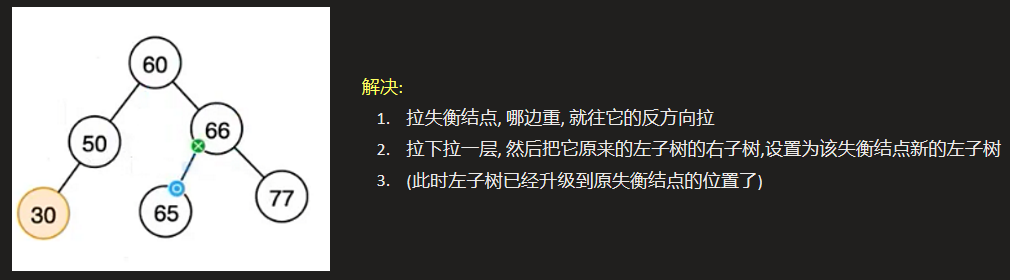 60
50
66
30
65
77
解决:
1. 拉失衡结点, 哪边重, 就往它的反方向拉
2. 拉下拉一层, 然后把它原来的左子树的右子树,设置为该失衡结点新的左子树
3. (此时左子树已经升级到原失衡结点的位置了)